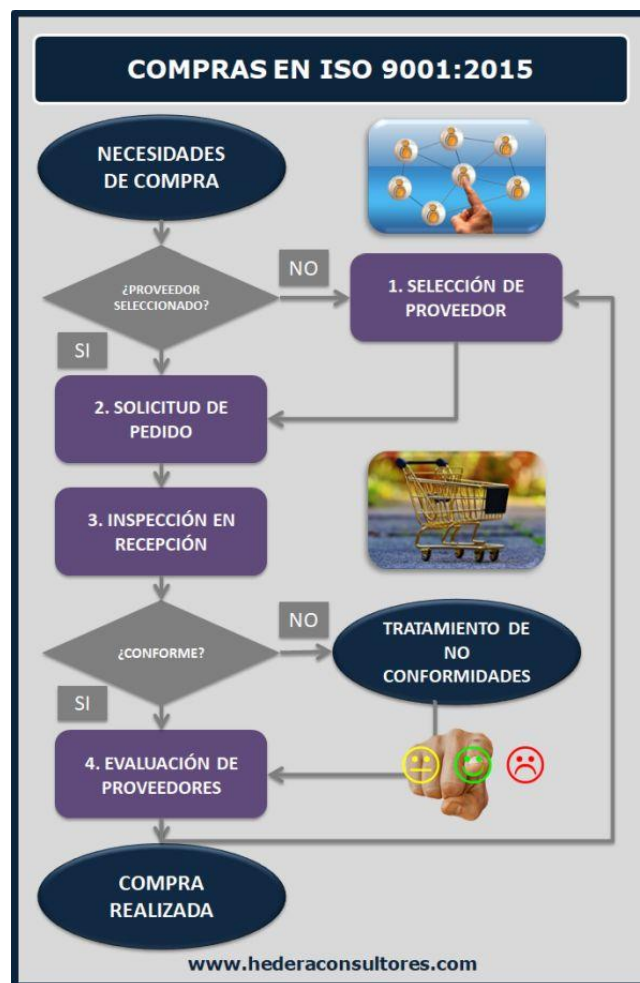 COMPRAS EN ISO 9001:2015
NECESIDADES
DE COMPRA
¿PROVEEDOR
SELECCIONADO?
NO
1. SELECCIÓN DE
PROVEEDOR
SI
2. SOLICITUD DE
PEDIDO
3. INSPECCIÓN EN
RECEPCIÓN
¿CONFORME?
NO
TRATAMIENTO DE
NO
CONFORMIDADES
SI
4. EVALUACIÓN DE
PROVEEDORES
COMPRA
REALIZADA
www.hederaconsultores.com